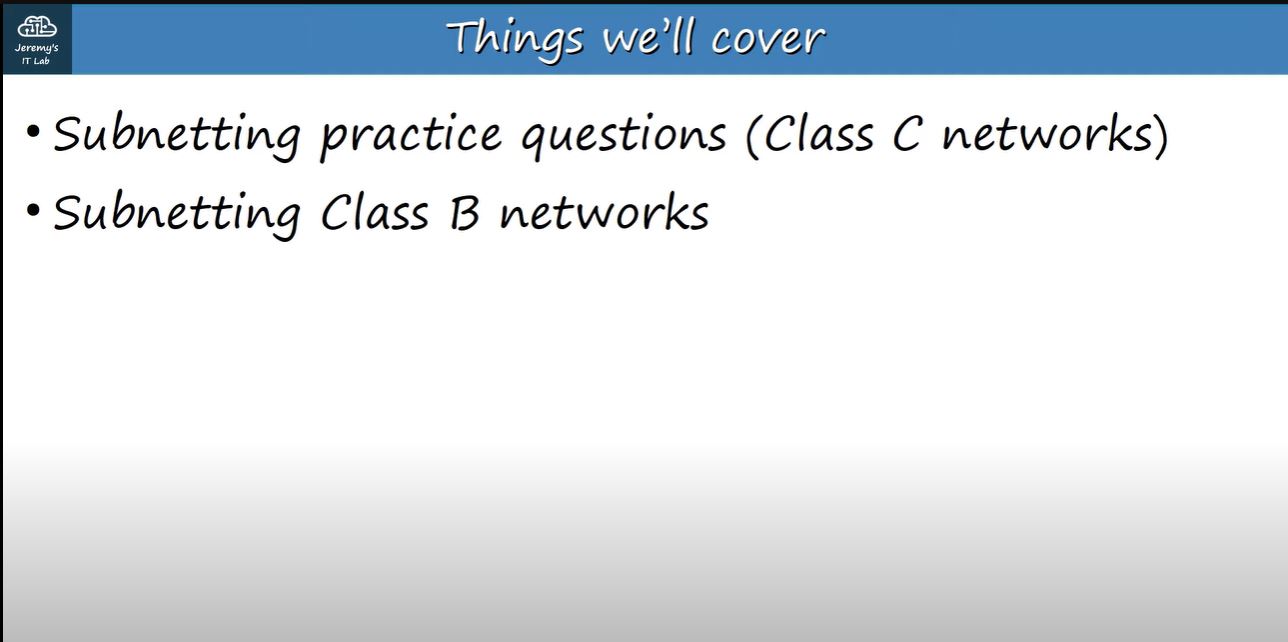 Jeremy's
IT Lab
Things we'll cover
• Subnetting practice questions (Class C networks)
• Subnetting Class B networks